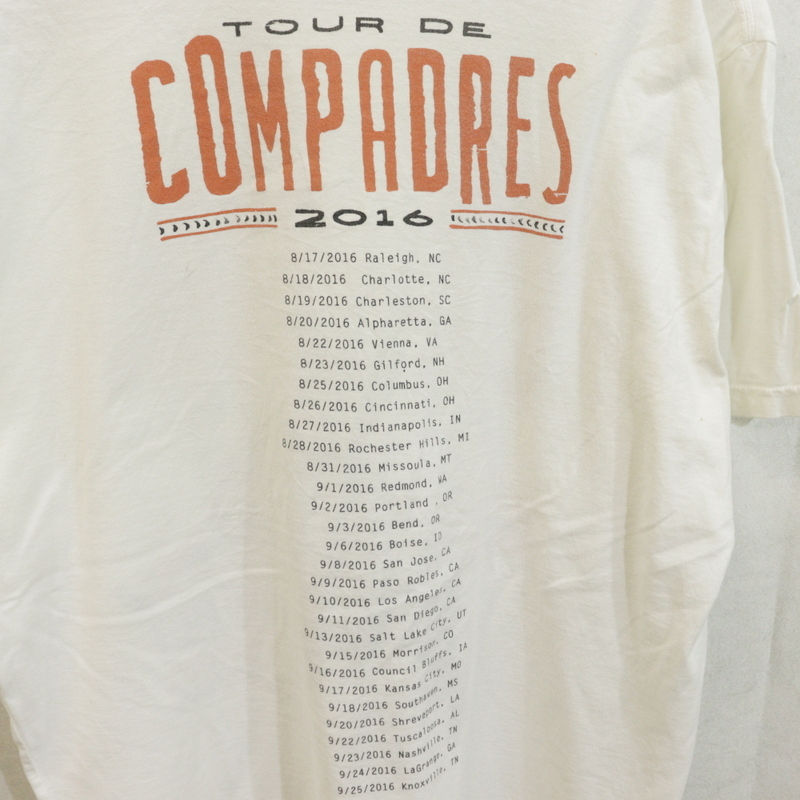 TOUR DE
COMPADRES
2016
8/17/2016 Raleigh, NC
8/18/2016 Charlotte, NC
8/19/2016 Charleston, SC
8/20/2016 Alpharetta, GA
8/22/2016 Vienna, VA
8/23/2016 Gilford, NH
8/25/2016 Columbus, OH
8/26/2016 Cincinnati, OH
8/27/2016 Indianapolis, IN
8/28/2016 Rochester Hills, MI
8/31/2016 Missoula, MT
9/1/2016 Redmond, WA
9/2/2016 Portland , OR
9/3/2016 Bend, OR
9/6/2016 Boise, ID
9/8/2016 San Jose, CA
9/9/2016 Paso Robles, CA
9/10/2016 Los Angeles, CA
9/11/2016 San Diego, CA
9/13/2016 Salt Lake City, UT
9/15/2016 Morrison, CO
9/16/2016 Council Bluffs, IA
9/17/2016 Kansas City, MO
9/18/2016 Southaven, MS
9/20/2016 Shreveport, LA
9/22/2016 Tuscaloosa, AL
9/23/2016 Nashville, TN
9/24/2016 LaGrange, GA
9/25/2016 Knoxville, TN